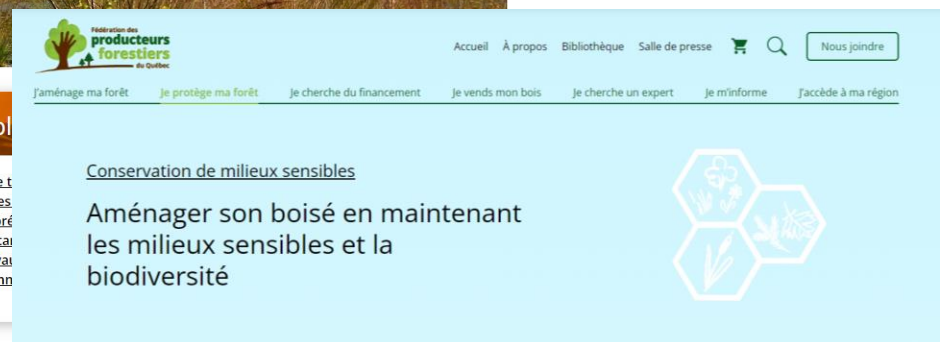 Fédération des
producteurs
forestiers
du Québec
Accueil À propos Bibliothèque Salle de presse Nous joindre
J'aménage ma forêt Je protège ma forêt Je cherche du financement Je vends mon bois Je cherche un expert Je m'informe J'accède à ma région
Conservation de milieux sensibles
Aménager son boisé en maintenant
les milieux sensibles et la
biodiversité